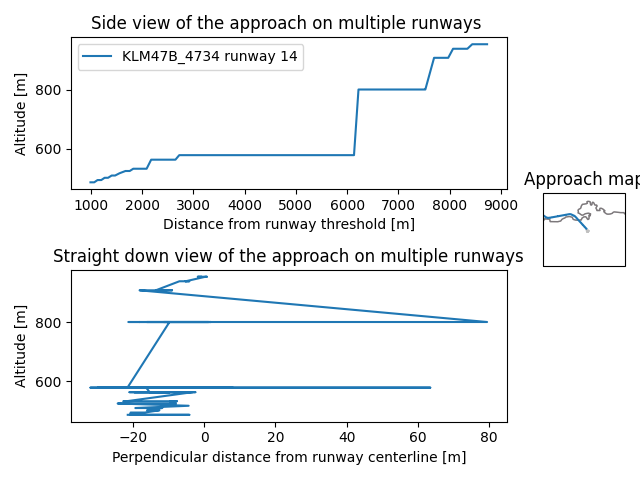 Side view of the approach on multiple runways
KLM47B_4734 runway 14
Altitude [m]
800
600
1000 2000 3000 4000 5000 6000 7000 8000 9000
Distance from runway threshold [m]
Approach map
Straight down view of the approach on multiple runways
Altitude [m]
800
600
−20 0 20 40 60 80
Perpendicular distance from runway centerline [m]